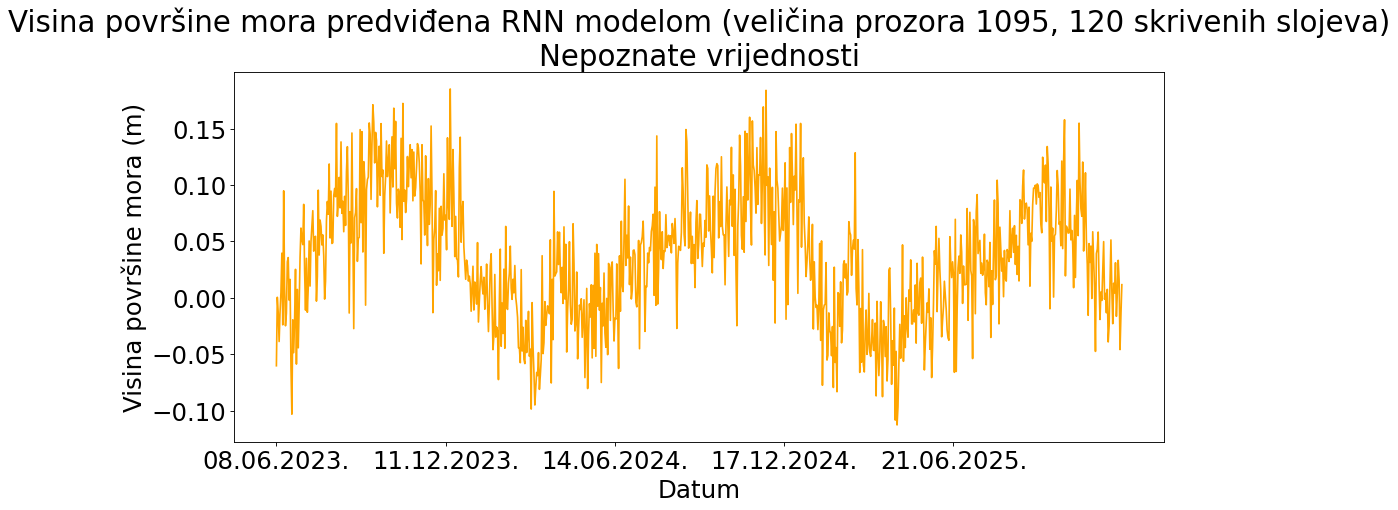 Visina površine mora predviđena RNN modelom (veličina prozora 1095, 120 skrivenih slojeva)
Nepoznate vrijednosti
Visina površine mora (m)
0.15
0.10
0.05
0.00
−0.05
−0.10
08.06.2023. 11.12.2023. 14.06.2024. 17.12.2024. 21.06.2025.
Datum